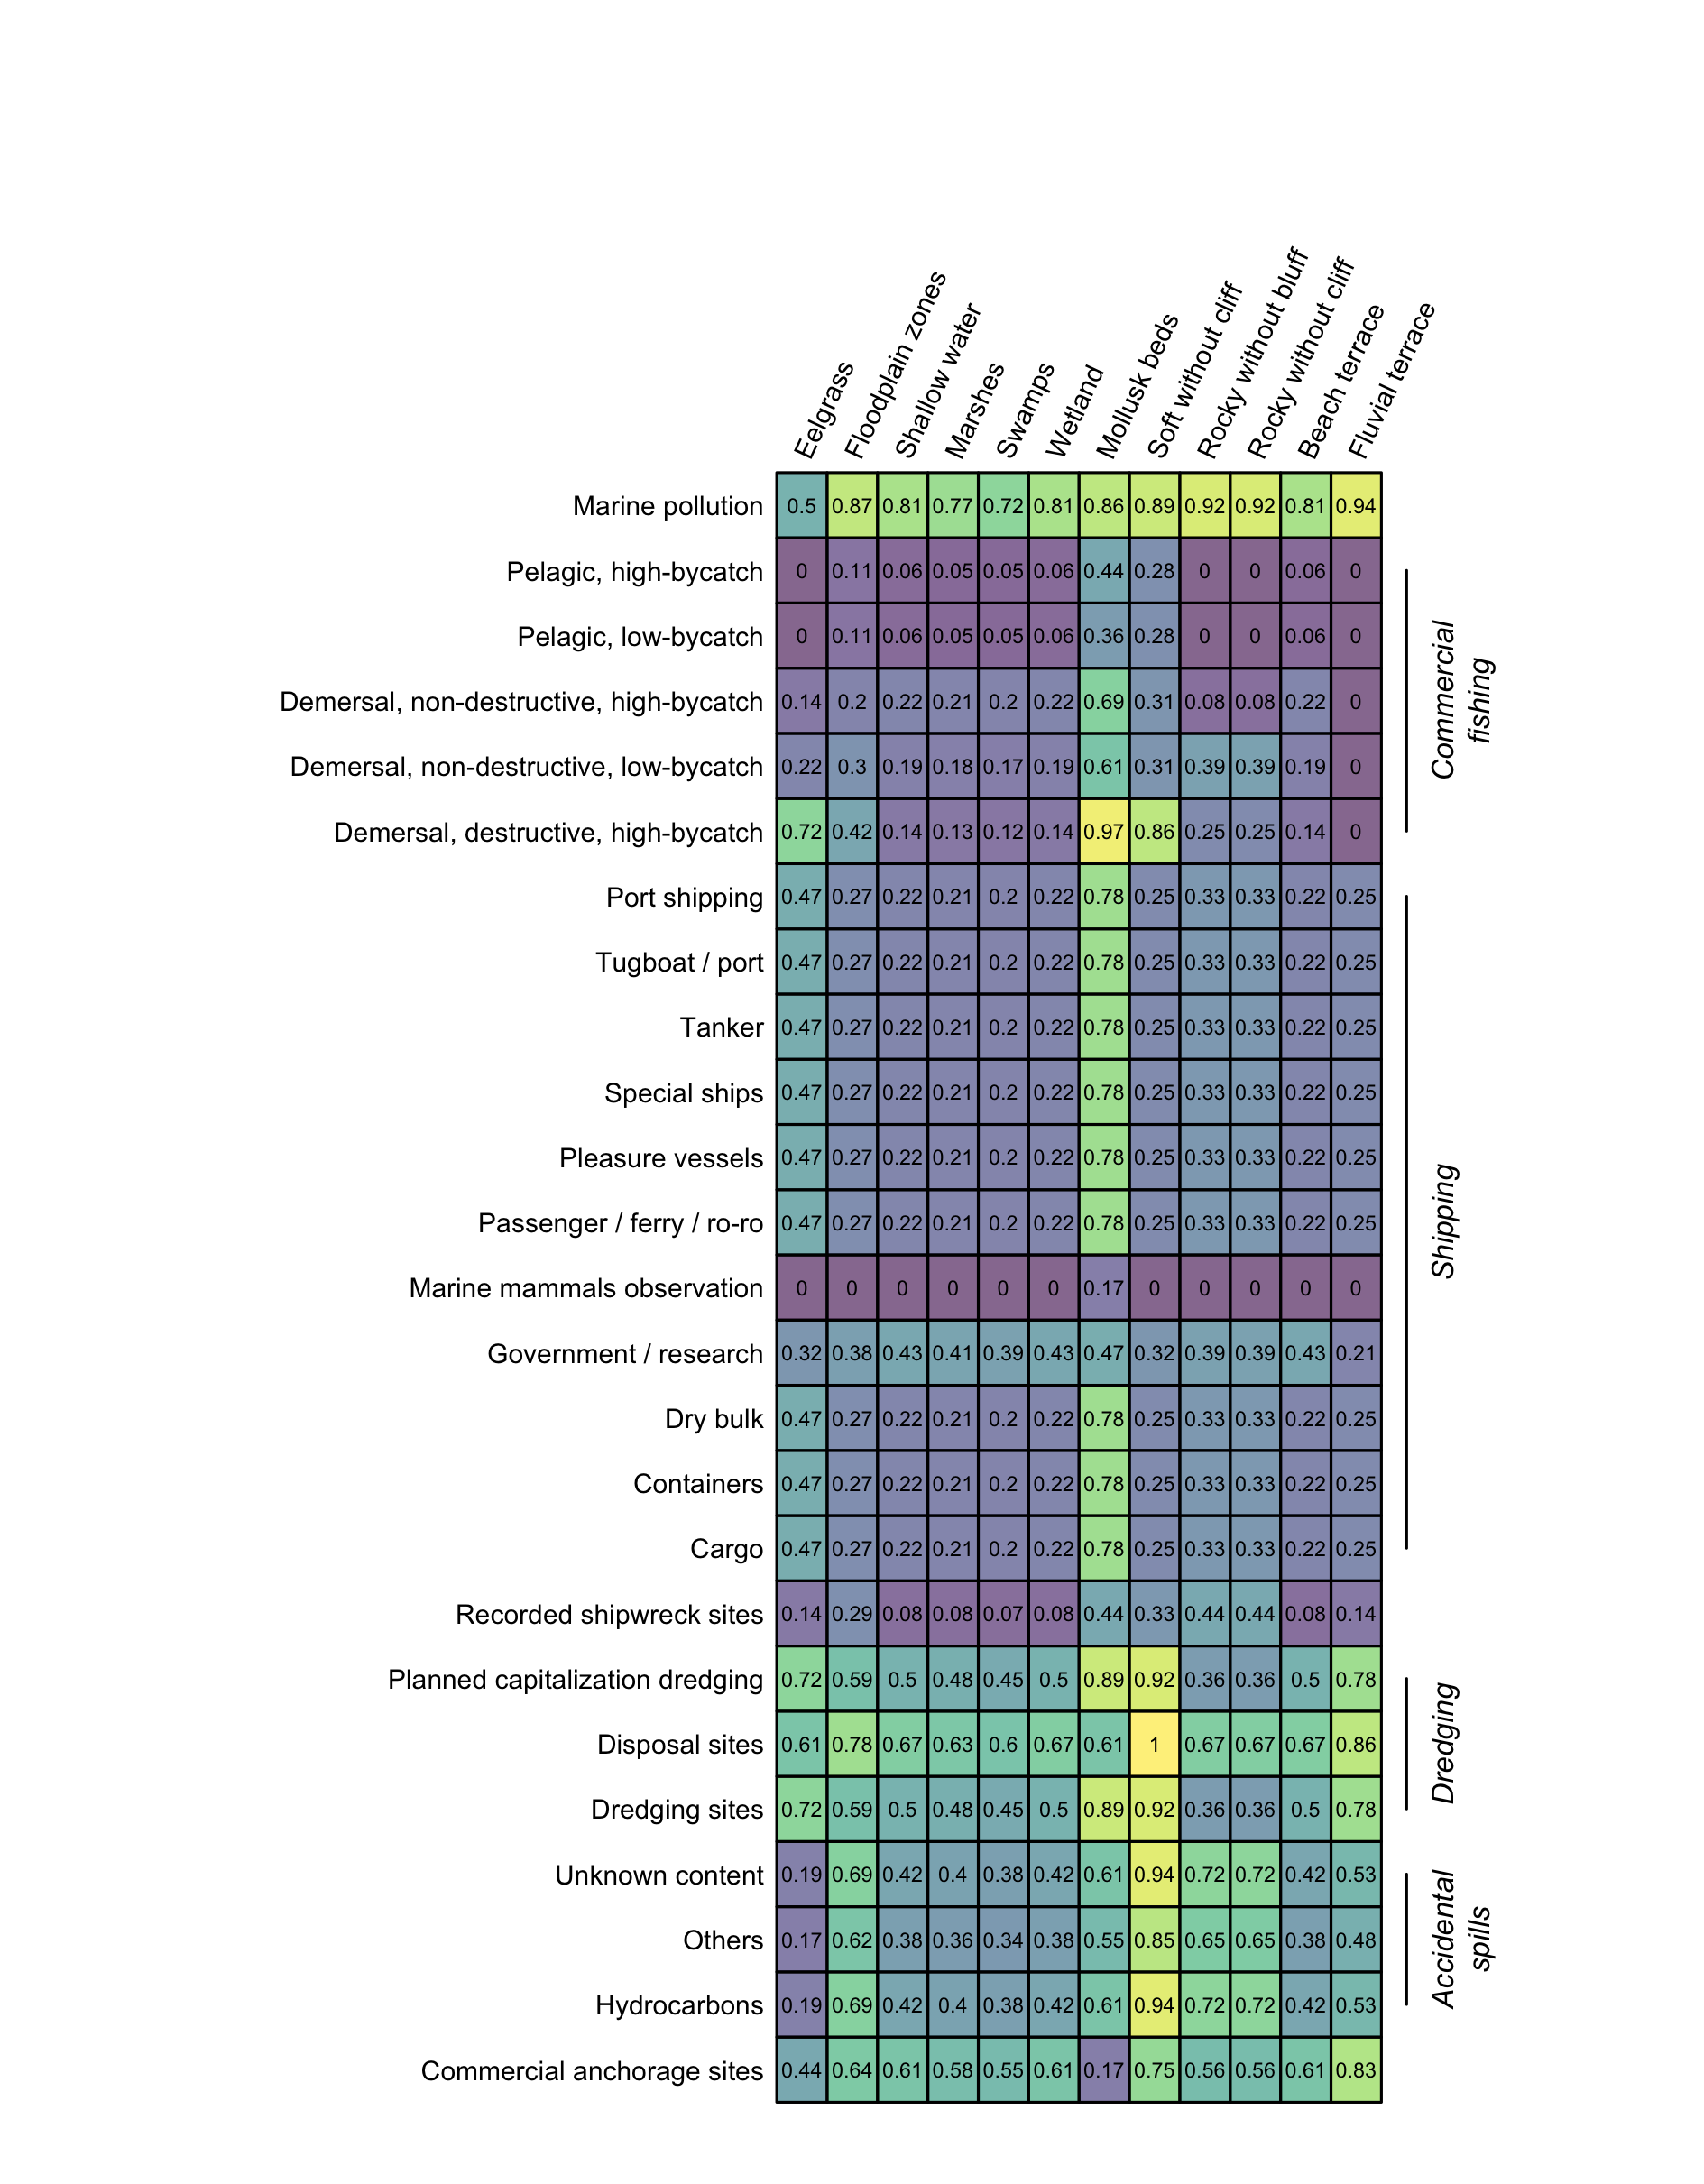 Eelgrass
Floodplain zones
Shallow water
Marshes
Swamps
Wetland
Mollusk beds
Soft without cliff
Rocky without bluff
Rocky without cliff
Beach terrace
Fluvial terrace
Marine pollution 0.5 0.87 0.81 0.77 0.72 0.81 0.86 0.89 0.92 0.92 0.81 0.94
Pelagic, high-bycatch 0 0.11 0.06 0.05 0.05 0.06 0.44 0.28 0 0 0.06 0
Pelagic, low-bycatch 0 0.11 0.06 0.05 0.05 0.06 0.36 0.28 0 0 0.06 0
Demersal, non-destructive, high-bycatch 0.14 0.2 0.22 0.21 0.2 0.22 0.69 0.31 0.08 0.08 0.22 0
Demersal, non-destructive, low-bycatch 0.22 0.3 0.19 0.18 0.17 0.19 0.61 0.31 0.39 0.39 0.19 0
Demersal, destructive, high-bycatch 0.72 0.42 0.14 0.13 0.12 0.14 0.97 0.86 0.25 0.25 0.14 0
Commercial
fishing
Port shipping 0.47 0.27 0.22 0.21 0.2 0.22 0.78 0.25 0.33 0.33 0.22 0.25
Tugboat / port 0.47 0.27 0.22 0.21 0.2 0.22 0.78 0.25 0.33 0.33 0.22 0.25
Tanker 0.47 0.27 0.22 0.21 0.2 0.22 0.78 0.25 0.33 0.33 0.22 0.25
Special ships 0.47 0.27 0.22 0.21 0.2 0.22 0.78 0.25 0.33 0.33 0.22 0.25
Pleasure vessels 0.47 0.27 0.22 0.21 0.2 0.22 0.78 0.25 0.33 0.33 0.22 0.25
Passenger / ferry / ro-ro 0.47 0.27 0.22 0.21 0.2 0.22 0.78 0.25 0.33 0.33 0.22 0.25
Marine mammals observation 0 0 0 0 0 0 0.17 0 0 0 0 0
Government / research 0.32 0.38 0.43 0.41 0.39 0.43 0.47 0.32 0.39 0.39 0.43 0.21
Dry bulk 0.47 0.27 0.22 0.21 0.2 0.22 0.78 0.25 0.33 0.33 0.22 0.25
Containers 0.47 0.27 0.22 0.21 0.2 0.22 0.78 0.25 0.33 0.33 0.22 0.25
Cargo 0.47 0.27 0.22 0.21 0.2 0.22 0.78 0.25 0.33 0.33 0.22 0.25
Shipping
Recorded shipwreck sites 0.14 0.29 0.08 0.08 0.07 0.08 0.44 0.33 0.44 0.44 0.08 0.14
Planned capitalization dredging 0.72 0.59 0.5 0.48 0.45 0.5 0.89 0.92 0.36 0.36 0.5 0.78
Disposal sites 0.61 0.78 0.67 0.63 0.6 0.67 0.61 1 0.67 0.67 0.67 0.86
Dredging sites 0.72 0.59 0.5 0.48 0.45 0.5 0.89 0.92 0.36 0.36 0.5 0.78
Dredging
Unknown content 0.19 0.69 0.42 0.4 0.38 0.42 0.61 0.94 0.72 0.72 0.42 0.53
Others 0.17 0.62 0.38 0.36 0.34 0.38 0.55 0.85 0.65 0.65 0.38 0.48
Hydrocarbons 0.19 0.69 0.42 0.4 0.38 0.42 0.61 0.94 0.72 0.72 0.42 0.53
Accidental
spills
Commercial anchorage sites 0.44 0.64 0.61 0.58 0.55 0.61 0.17 0.75 0.56 0.56 0.61 0.83